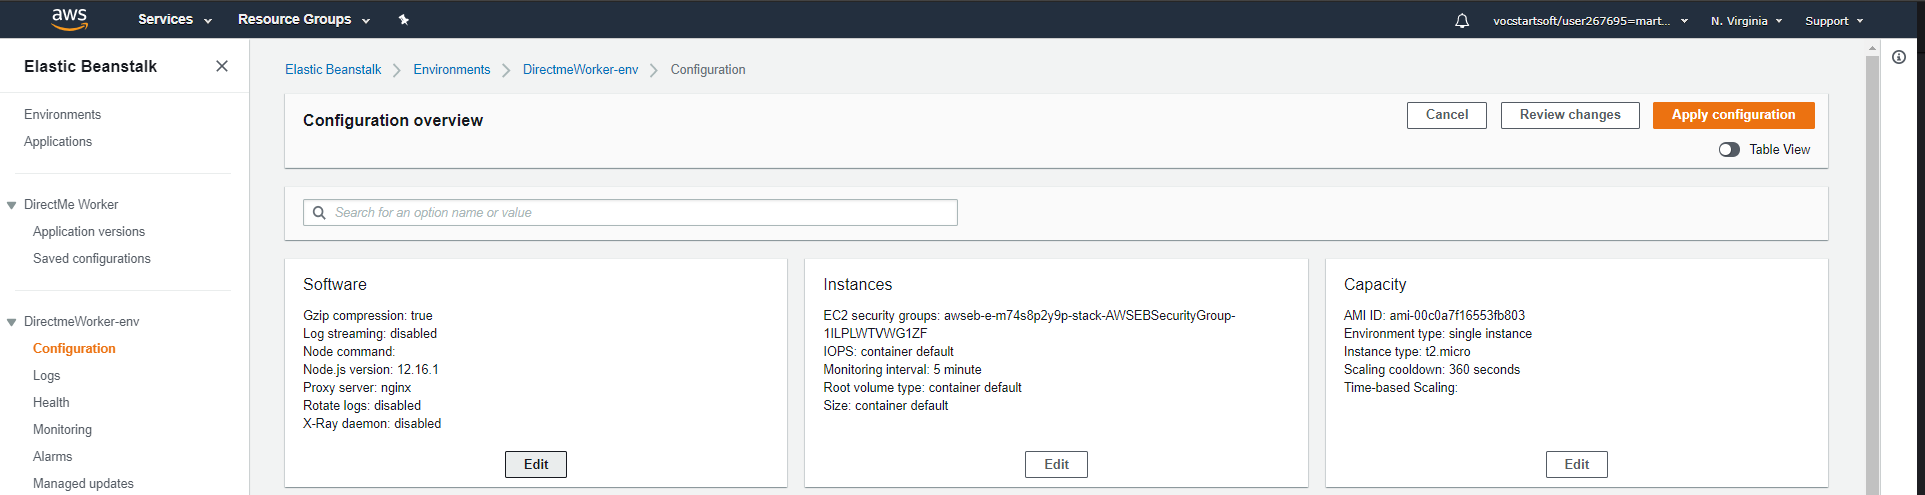 aws
Services
Resource Groups
vocstartsoft/user267695=mart...
N. Virginia
Support
Elastic Beanstalk
Environments
Applications
DirectMe Worker
Application versions
Saved configurations
DirectmeWorker-env
Configuration
Logs
Health
Monitoring
Alarms
Managed updates
Elastic Beanstalk > Environments > DirectmeWorker-env > Configuration
Configuration overview
Cancel
Review changes
Apply configuration
Table View
Search for an option name or value
Software
Gzip compression: true
Log streaming: disabled
Node command:
Node.js version: 12.16.1
Proxy server: nginx
Rotate logs: disabled
X-Ray daemon: disabled
Edit
Instances
EC2 security groups: awseb-e-m74s8p2y9p-stack-AWSEBSecurityGroup-
1ILPLWTVWG1ZF
IOPS: container default
Monitoring interval: 5 minute
Root volume type: container default
Size: container default
Edit
Capacity
AMI ID: ami-00c0a7f16553fb803
Environment type: single instance
Instance type: t2.micro
Scaling cooldown: 360 seconds
Time-based Scaling:
Edit